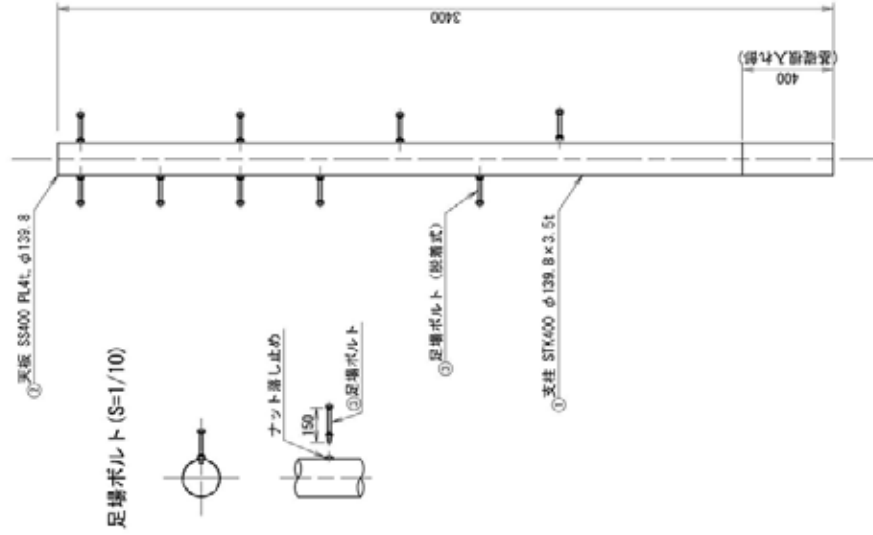 3400
(基礎根入れ部)
400
天板 SS400 PL4t, φ139.8
②
足場ボルト (脱着式)
③
支柱 STK400 φ139.8×3.5t
①
足場ボルト (S=1/10)
ナット落し止め
③足場ボルト
150